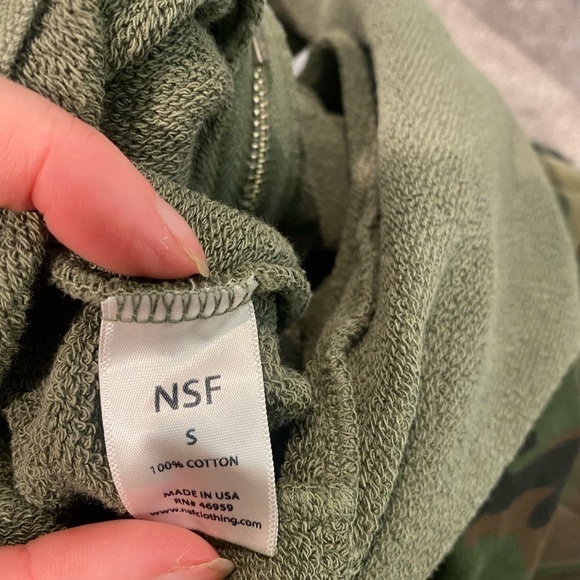 NSF
S
100% COTTON
MADE IN USA
RN# 46959
www.nsfclothing.com